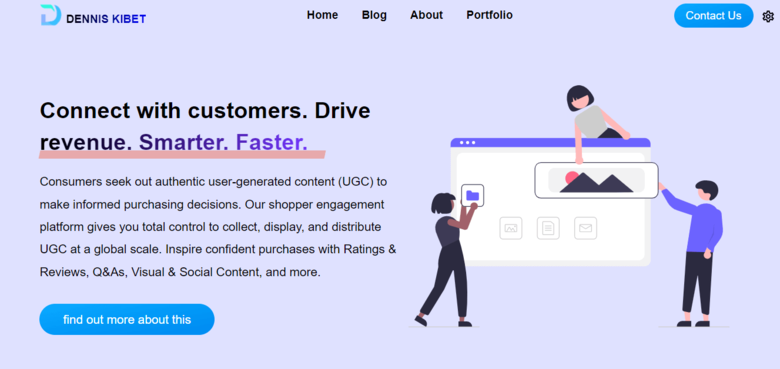 DENNIS KIBET
Home Blog About Portfolio
Contact Us
Connect with customers. Drive
revenue. Smarter. Faster.
Consumers seek out authentic user-generated content (UGC) to
make informed purchasing decisions. Our shopper engagement
platform gives you total control to collect, display, and distribute
UGC at a global scale. Inspire confident purchases with Ratings &
Reviews, Q&As, Visual & Social Content, and more.
find out more about this